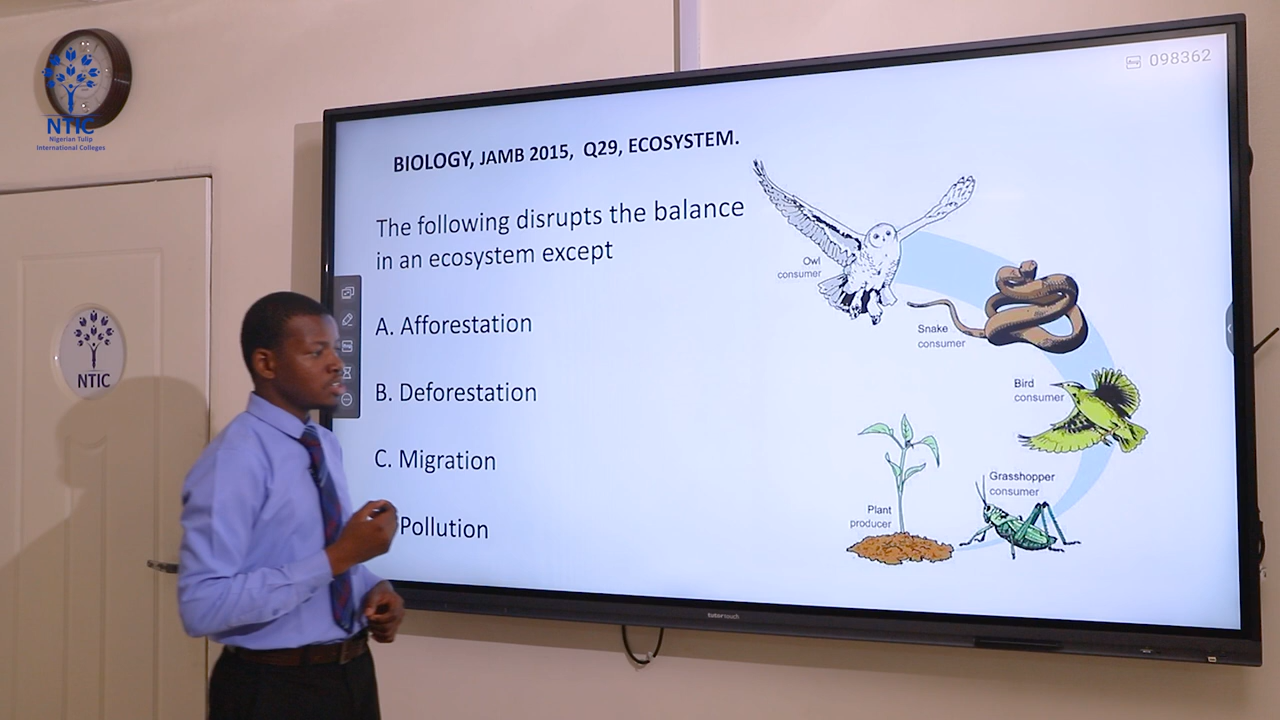 NTIC
Nigerian Tulip
International Colleges
NTIC
098362
BIOLOGY, JAMB 2015, Q29, ECOSYSTEM.
The following disrupts the balance
in an ecosystem except
A. Afforestation
B. Deforestation
C. Migration
Pollution
Owl
consumer
Snake
consumer
Bird
consumer
Grasshopper
consumer
Plant
producer
tutortouch